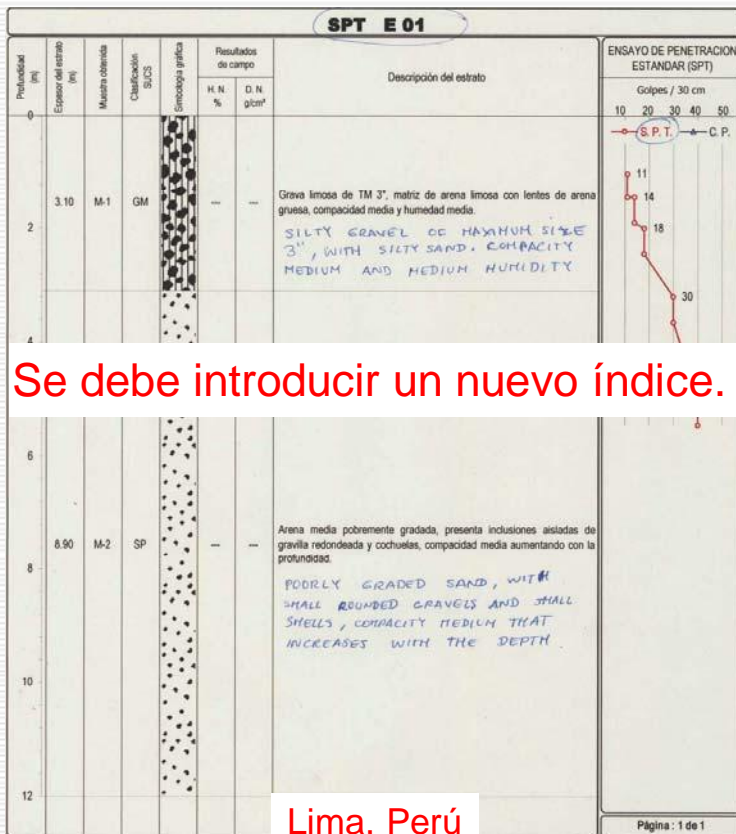 SPT E 01
Profundidad (m)
Espesor del estrato (m)
Muestra obtenida
Clasificación SUCS
Simbología gráfica
Resultados de campo
H. N. %
D. N. g/cm³
Descripción del estrato
ENSAYO DE PENETRACION
ESTANDAR (SPT)
Golpes / 30 cm
10 20 30 40 50
S. P. T. C. P.
0
11
3.10 M-1 GM --- ---
Grava limosa de TM 3", matriz de arena limosa con lentes de arena
gruesa, compacidad media y humedad media.
14
2
18
SILTY GRAVEL OF MAXIMUM SIZE
3", WITH SILTY SAND. COMPACITY
MEDIUM AND MEDIUM HUMIDITY
30
4
Se debe introducir un nuevo índice.
6
8.90 M-2 SP --- ---
Arena media pobremente gradada, presenta inclusiones aisladas de
gravilla redondeada y cochuelas, compacidad media aumentando con la
profundidad.
8
POORLY GRADED SAND, WITH
SMALL ROUNDED GRAVELS AND SMALL
SHELLS, COMPACITY MEDIUM THAT
INCREASES WITH THE DEPTH
10
12
Lima. Perú
Página : 1 de 1